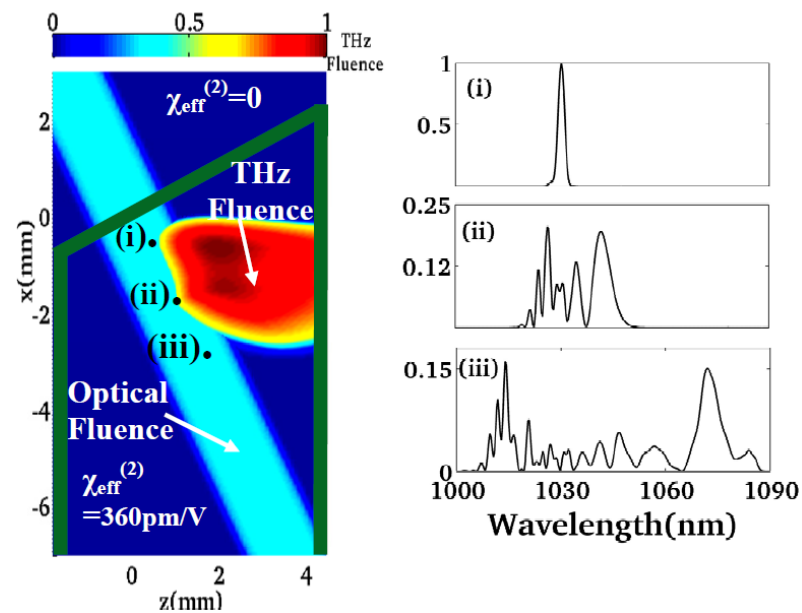 0 0.5 1
THz
Fluence
χeff(2)=0
THz
Fluence
(i)
(ii)
(iii)
Optical
Fluence
χeff(2)
=360pm/V
2
0
-2
-4
-6
x(mm)
0 2 4
z(mm)
1
0.5
(i)
0.25
0.12
(ii)
0.15
0
(iii)
1000 1030 1060 1090
Wavelength(nm)